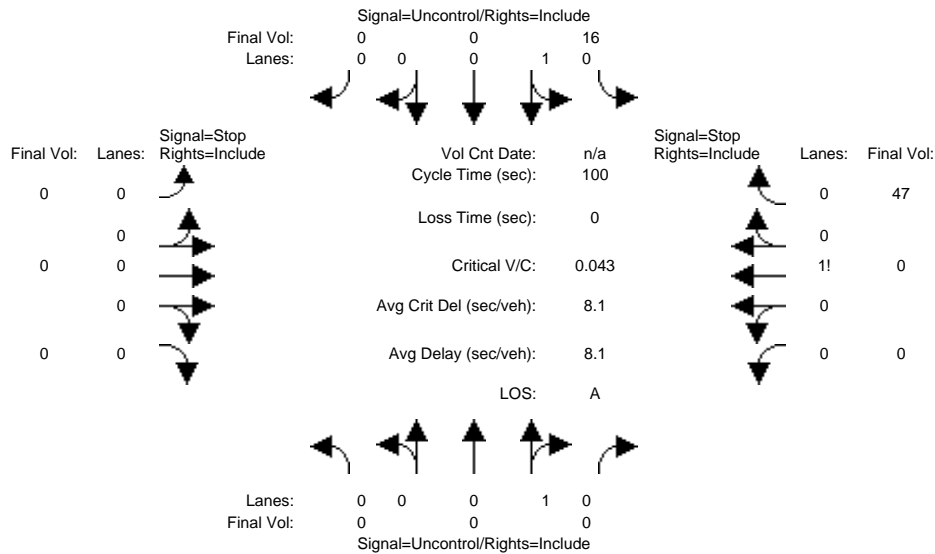 Signal=Uncontrol/Rights=Include
Final Vol: 0 0 16
Lanes: 0 0 0 1 0
Signal=Stop Signal=Stop
Final Vol: Lanes: Rights=Include Vol Cnt Date: n/a Rights=Include Lanes: Final Vol:
Cycle Time (sec): 100
0 0 0 47
Loss Time (sec): 0
0 0
0 0 Critical V/C: 0.043 1! 0
0 Avg Crit Del (sec/veh): 8.1 0
0 0 Avg Delay (sec/veh): 8.1 0 0
LOS: A
Lanes: 0 0 0 1 0
Final Vol: 0 0 0
Signal=Uncontrol/Rights=Include